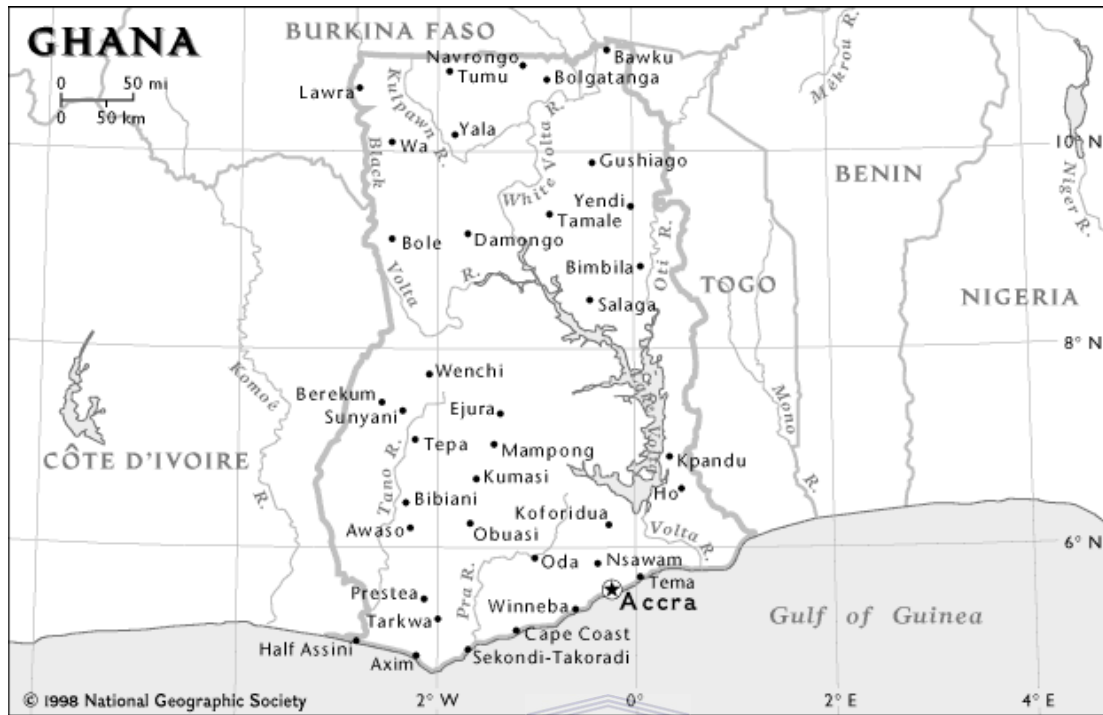 BURKINA FASO
GHANA
0 50 mi
0 50 km
Navrongo
Bawku
Tumu
Bolgatanga
Lawra
Kulpawn R.
Mékrou R.
Yala
Wa
Black
Volta
R.
White Volta R.
10° N
Gushiago
BENIN
Niger R.
Yendi
Tamale
Bole
Damongo
Oti R.
Bimbila
TOGO
Salaga
NIGERIA
8° N
Komoé
R.
Wenchi
Berekum
Sunyani
Ejura
Lake Volta
Mono
R.
Tepa
Mampong
CÔTE D'IVOIRE
Kpandu
Kumasi
Tano R.
Ho
Bibiani
Koforidua
Awaso
Obuasi
Volta R.
6° N
Oda
Nsawam
Tema
Prestea
Pra R.
Accra
Winneba
Tarkwa
Gulf of Guinea
Cape Coast
Half Assini
Axim
Sekondi-Takoradi
© 1998 National Geographic Society
2° W
0°
2° E
4° E